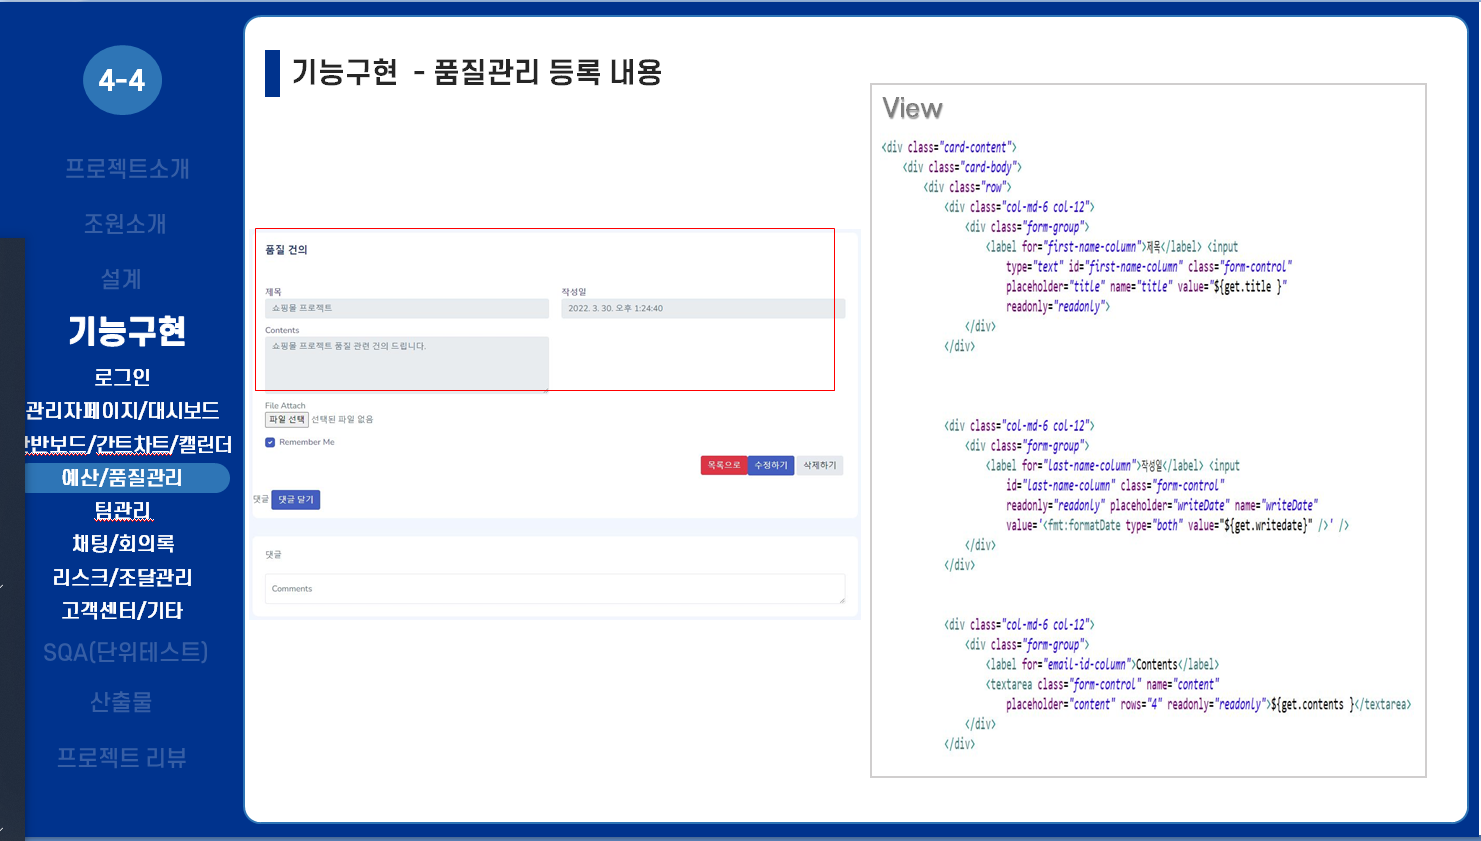 4-4
프로젝트소개
조원소개
설계
기능구현
로그인
관리자페이지/대시보드
반보드/간트차트/캘린더
예산/품질관리
팀관리
채팅/회의록
리스크/조달관리
고객센터/기타
SQA(단위테스트)
산출물
프로젝트 리뷰
기능구현 - 품질관리 등록 내용
품질 건의
제목
작성일
쇼핑몰 프로젝트
2022. 3. 30. 오후 1:24:40
Contents
쇼핑몰 프로젝트 품질 관련 건의 드립니다.
File Attach
파일 선택 선택된 파일 없음
Remember Me
목록으로 수정하기 삭제하기
댓글 댓글 달기
댓글
Comments
View
<div class="card-content">
<div class="card-body">
<div class="row">
<div class="col-md-6 col-12">
<div class="form-group">
<label for="first-name-column">제목</label> <input
type="text" id="first-name-column" class="form-control"
placeholder="title" name="title" value="${get.title }"
readonly="readonly">
</div>
</div>
<div class="col-md-6 col-12">
<div class="form-group">
<label for="last-name-column">작성일</label> <input
id="last-name-column" class="form-control"
readonly="readonly" placeholder="writeDate" name="writeDate"
value='<fmt:formatDate type="both" value="${get.writedate}" />' />
</div>
</div>
<div class="col-md-6 col-12">
<div class="form-group">
<label for="email-id-column">Contents</label>
<textarea class="form-control" name="content"
placeholder="content" rows="4" readonly="readonly">${get.contents }</textarea>
</div>
</div>